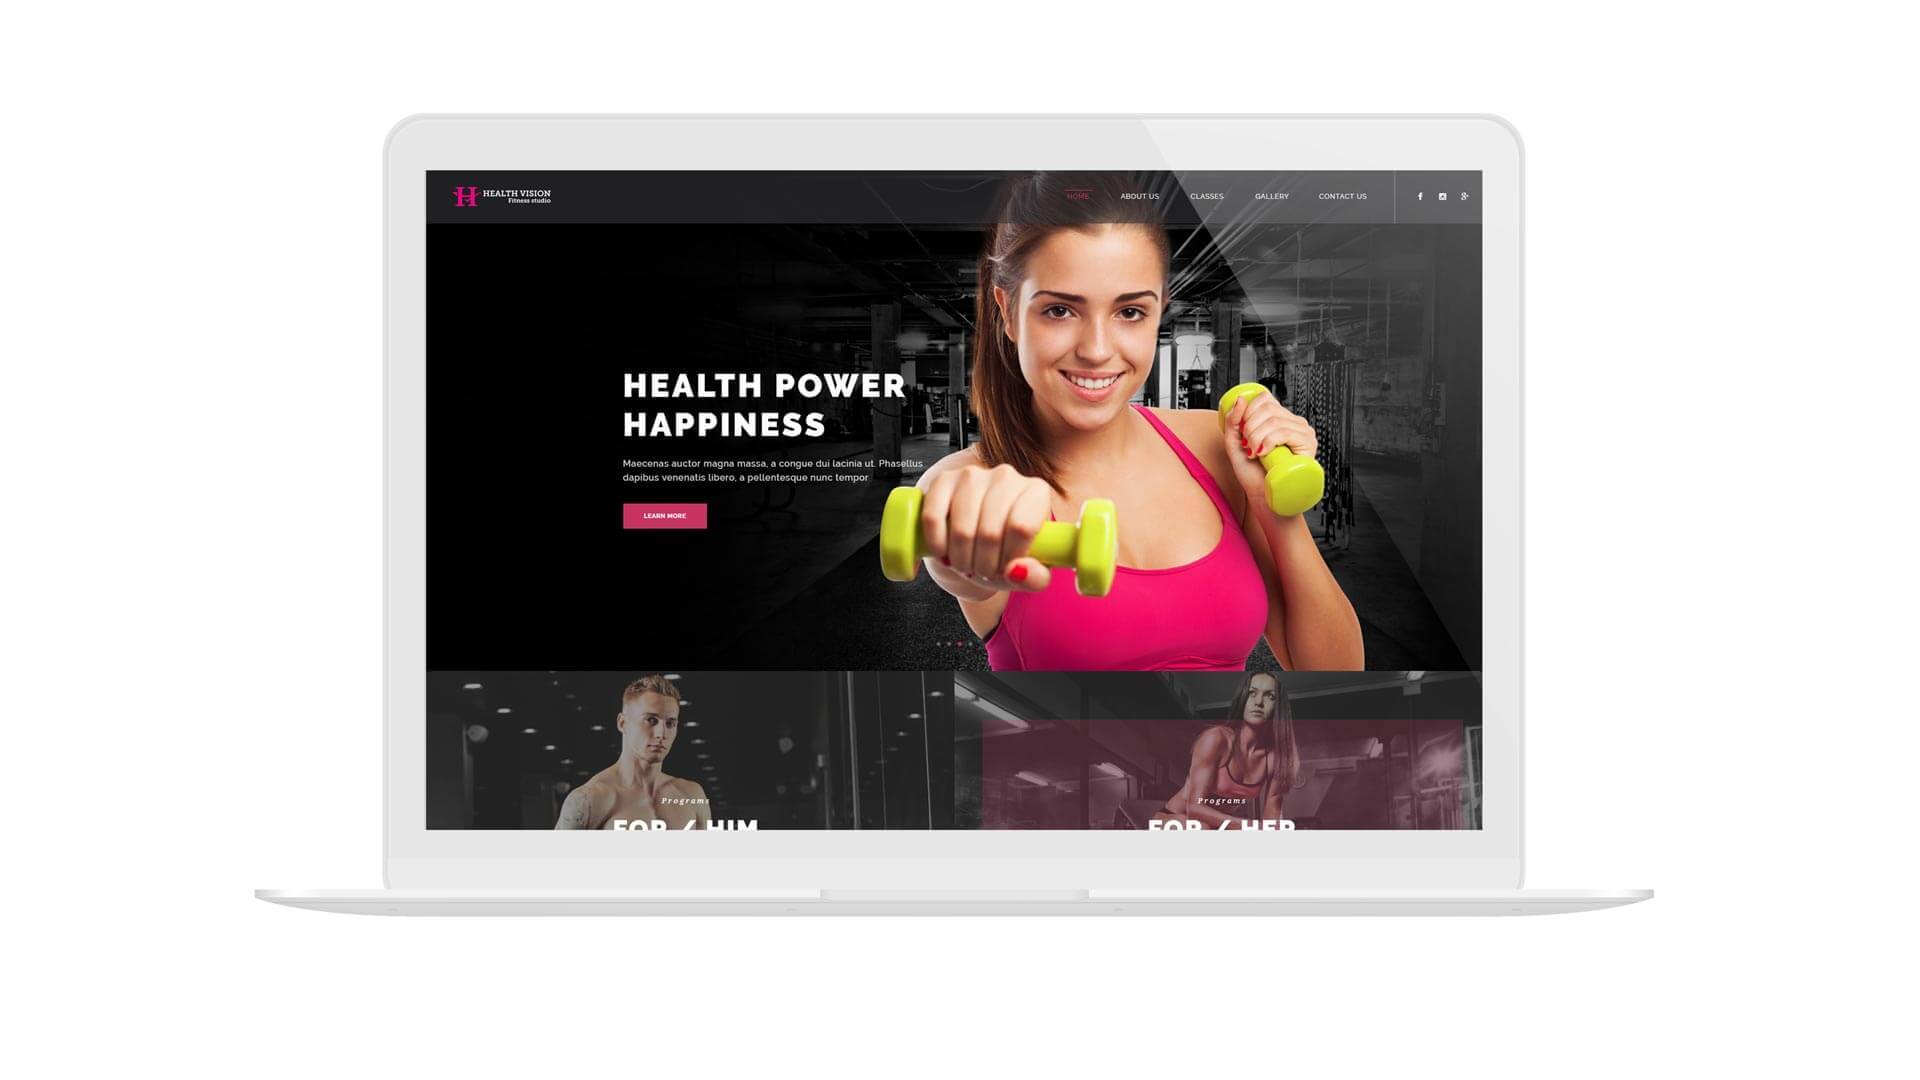 H HEALTH VISION
Fitness studio
HOME ABOUT US CLASSES GALLERY CONTACT US
HEALTH POWER
HAPPINESS
Maecenas auctor magna massa, a congue dui lacinia ut. Phasellus
dapibus venenatis libero, a pellentesque nunc tempor
LEARN MORE
Programs
FOR / HIM
Programs
FOR / HER